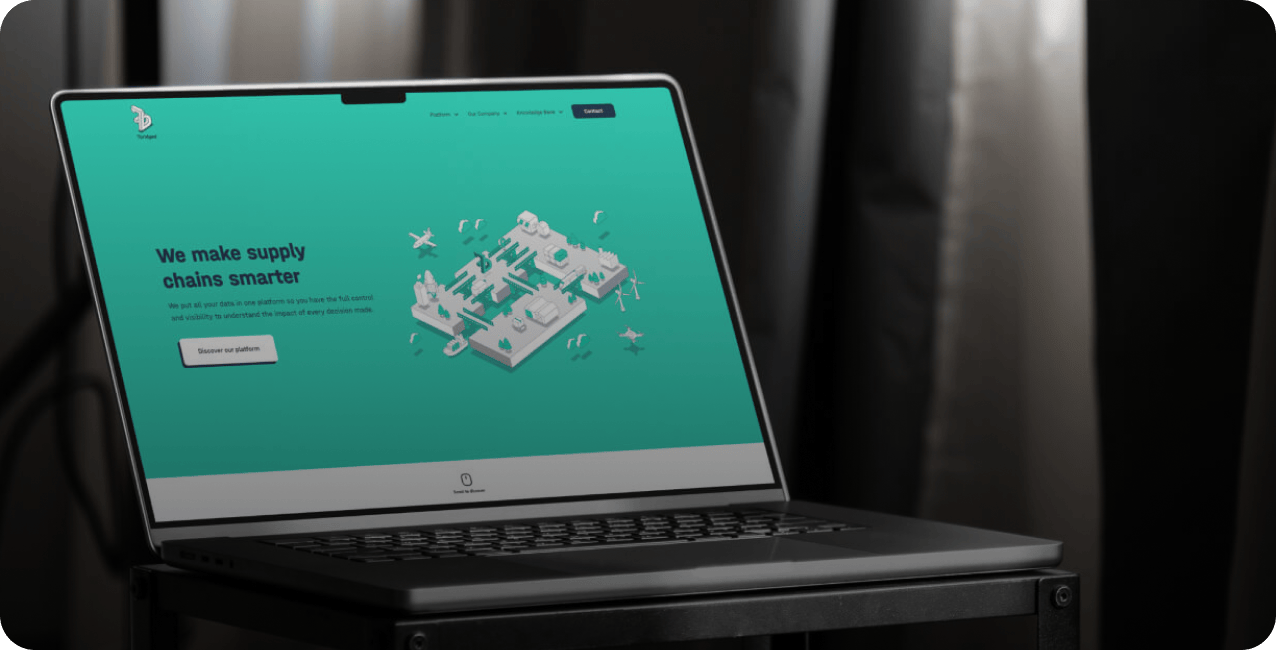 Platform Our Company Knowledge Base Contact
We make supply
chains smarter
We put all your data in one platform so you have the full control
and visibility to understand the impact of every decision made.
Discover our platform
Scroll to discover